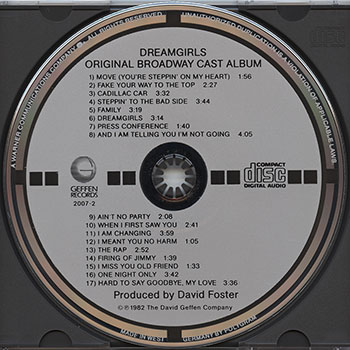 UNAUTHORIZED DUPLICATION IS A VIOLATION OF APPLICABLE LAWS
A WARNER COMMUNICATIONS COMPANY ALL RIGHTS RESERVED
DREAMGIRLS
ORIGINAL BROADWAY CAST ALBUM
1) MOVE (YOU'RE STEPPIN' ON MY HEART) 1:56
2) FAKE YOUR WAY TO THE TOP 2:27
3) CADILLAC CAR 3:32
4) STEPPIN' TO THE BAD SIDE 3:44
5) FAMILY 3:19
6) DREAMGIRLS 3:14
7) PRESS CONFERENCE 1:40
8) AND I AM TELLING YOU I'M NOT GOING 4:05
GEFFEN
RECORDS
2007-2
COMPACT
disc
DIGITAL AUDIO
9) AIN'T NO PARTY 2:08
10) WHEN I FIRST SAW YOU 2:41
11) I AM CHANGING 3:59
12) I MEANT YOU NO HARM 1:05
13) THE RAP 2:52
14) FIRING OF JIMMY 1:39
15) I MISS YOU OLD FRIEND 1:33
16) ONE NIGHT ONLY 3:42
17) HARD TO SAY GOODBYE, MY LOVE 3:36
Produced by David Foster
℗©1982 The David Geffen Company
MADE IN WEST GERMANY BY POLYGRAM